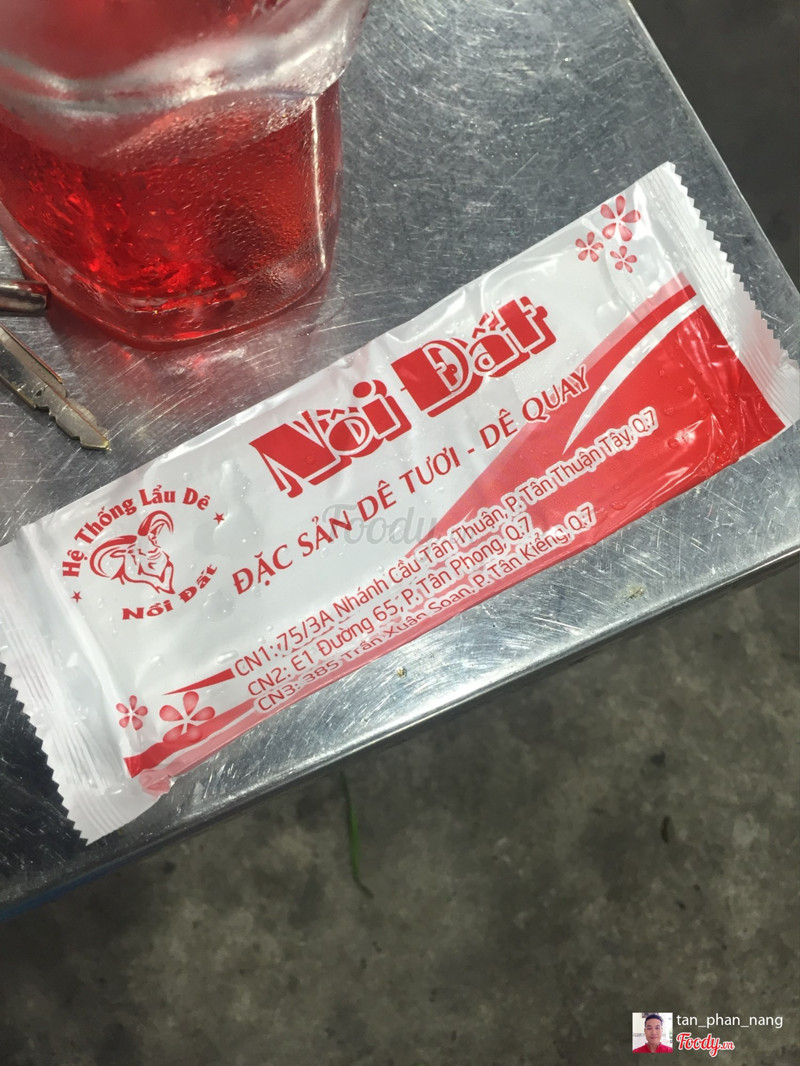 Nồi Đất
ĐẶC SẢN DÊ TƯƠI - DÊ QUAY
Hệ Thống Lẩu Dê
Nồi Đất
CN1: 75/3A Nhánh Cầu Tân Thuận, P. Tân Thuận Tây, Q.7
CN2: E1 Đường 65, P. Tân Phong, Q.7
CN3: 385 Trần Xuân Soạn, P. Tân Kiểng, Q.7
Foody.vn
tan_phan_nang
Foody.vn